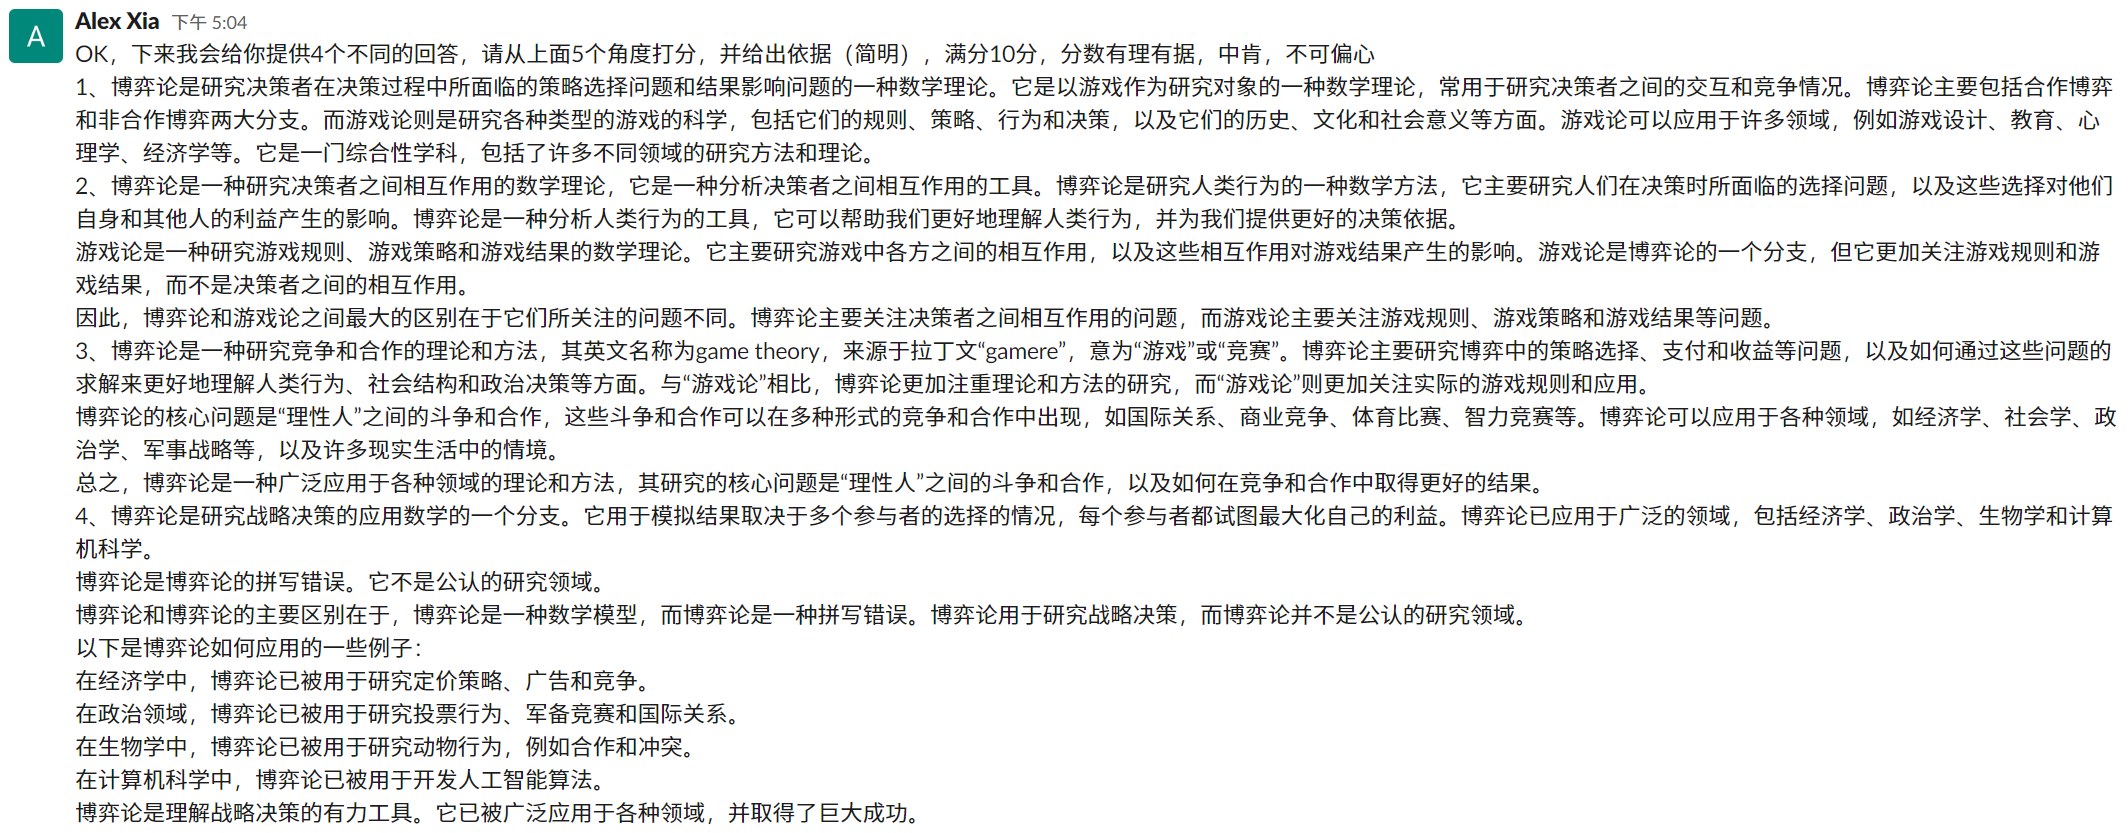 A
Alex Xia 下午 5:04
OK，下来我会给你提供4个不同的回答，请从上面5个角度打分，并给出依据（简明），满分10分，分数有理有据，中肯，不可偏心
1、博弈论是研究决策者在决策过程中所面临的策略选择问题和结果影响问题的一种数学理论。它是以游戏作为研究对象的一种数学理论，常用于研究决策者之间的交互和竞争情况。博弈论主要包括合作博弈
和非合作博弈两大分支。而游戏论则是研究各种类型的游戏的科学，包括它们的规则、策略、行为和决策，以及它们的历史、文化和社会意义等方面。游戏论可以应用于许多领域，例如游戏设计、教育、心
理学、经济学等。它是一门综合性学科，包括了许多不同领域的研究方法和理论。
2、博弈论是一种研究决策者之间相互作用的数学理论，它是一种分析决策者之间相互作用的工具。博弈论是研究人类行为的一种数学方法，它主要研究人们在决策时所面临的选择问题，以及这些选择对他们
自身和其他人的利益产生的影响。博弈论是一种分析人类行为的工具，它可以帮助我们更好地理解人类行为，并为我们提供更好的决策依据。
游戏论是一种研究游戏规则、游戏策略和游戏结果的数学理论。它主要研究游戏中各方之间的相互作用，以及这些相互作用对游戏结果产生的影响。游戏论是博弈论的一个分支，但它更加关注游戏规则和游
戏结果，而不是决策者之间的相互作用。
因此，博弈论和游戏论之间最大的区别在于它们所关注的问题不同。博弈论主要关注决策者之间相互作用的问题，而游戏论主要关注游戏规则、游戏策略和游戏结果等问题。
3、博弈论是一种研究竞争和合作的理论和方法，其英文名称为game theory，来源于拉丁文“gamere”，意为“游戏”或“竞赛”。博弈论主要研究博弈中的策略选择、支付和收益等问题，以及如何通过这些问题的
求解来更好地理解人类行为、社会结构和政治决策等方面。与“游戏论”相比，博弈论更加注重理论和方法的研究，而“游戏论”则更加关注实际的游戏规则和应用。
博弈论的核心问题是“理性人”之间的斗争和合作，这些斗争和合作可以在多种形式的竞争和合作中出现，如国际关系、商业竞争、体育比赛、智力竞赛等。博弈论可以应用于各种领域，如经济学、社会学、政
治学、军事战略等，以及许多现实生活中的情境。
总之，博弈论是一种广泛应用于各种领域的理论和方法，其研究的核心问题是“理性人”之间的斗争和合作，以及如何在竞争和合作中取得更好的结果。
4、博弈论是研究战略决策的应用数学的一个分支。它用于模拟结果取决于多个参与者的选择的情况，每个参与者都试图最大化自己的利益。博弈论已应用于广泛的领域，包括经济学、政治学、生物学和计算
机科学。
博弈论是博弈论的拼写错误。它不是公认的研究领域。
博弈论和博弈论的主要区别在于，博弈论是一种数学模型，而博弈论是一种拼写错误。博弈论用于研究战略决策，而博弈论并不是公认的研究领域。
以下是博弈论如何应用的一些例子：
在经济学中，博弈论已被用于研究定价策略、广告和竞争。
在政治领域，博弈论已被用于研究投票行为、军备竞赛和国际关系。
在生物学中，博弈论已被用于研究动物行为，例如合作和冲突。
在计算机科学中，博弈论已被用于开发人工智能算法。
博弈论是理解战略决策的有力工具。它已被广泛应用于各种领域，并取得了巨大成功。